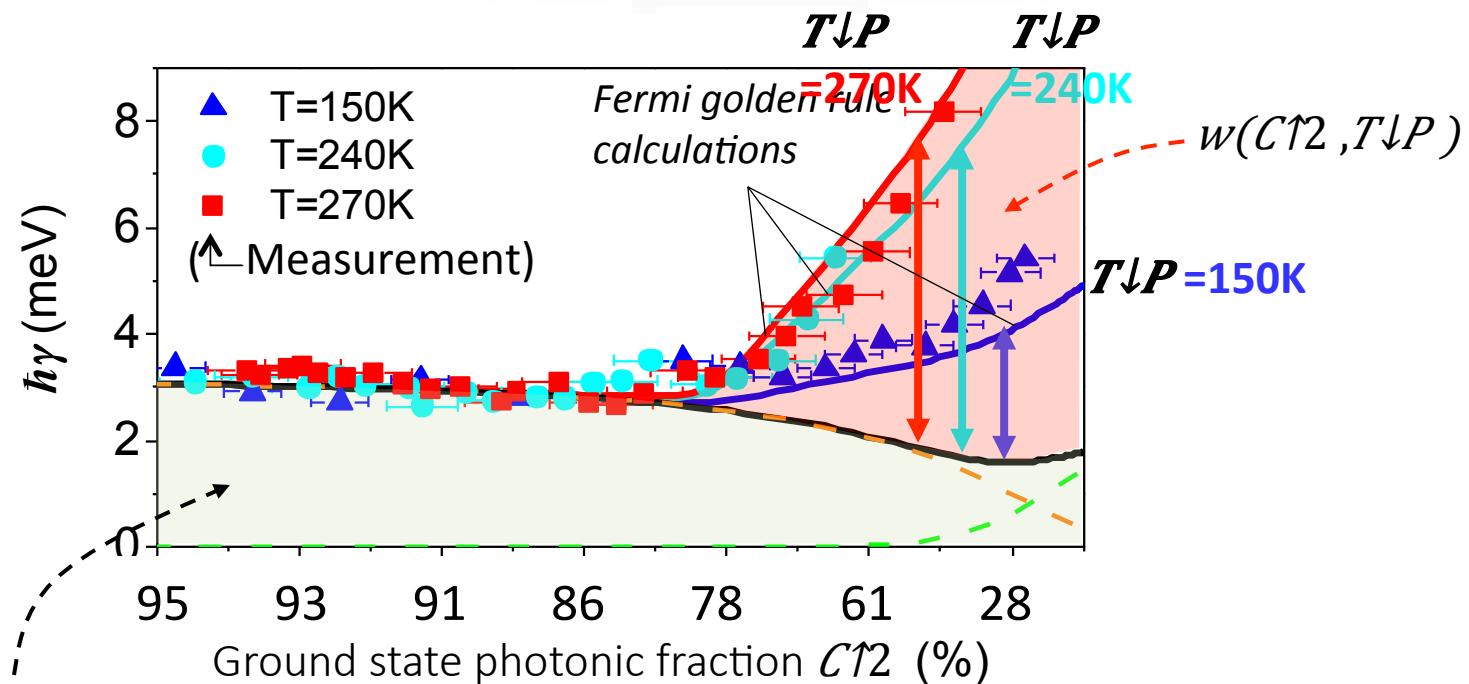 T↓P
T↓P
=270K
=240K
T=150K
T=240K
T=270K
(Measurement)
Fermi golden rule
calculations
w(C↑2 ,T↓P )
T↓P =150K
ħγ (meV)
8
6
4
2
0
95 93 91 86 78 61 28
Ground state photonic fraction C↑2 (%)